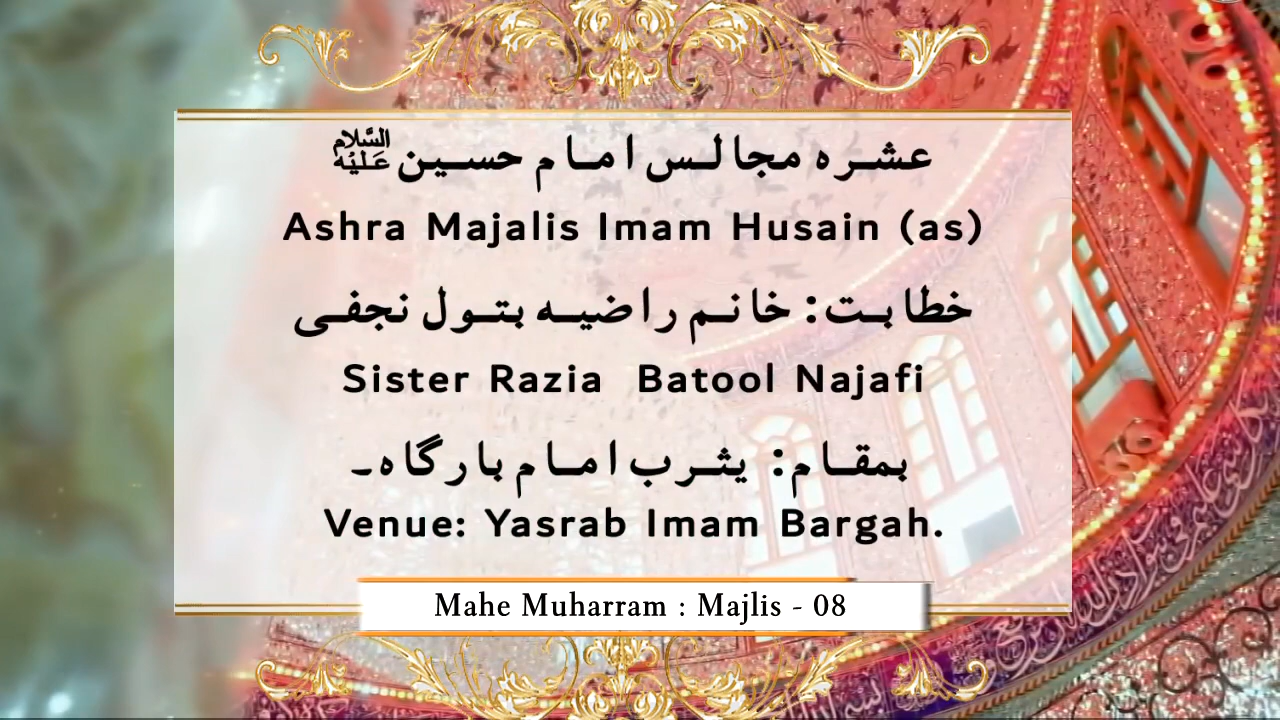 عشرہ مجالس امام حسین علیہ السلام
Ashra Majalis Imam Husain (as)
خطابت: خانم راضیہ بتول نجفی
Sister Razia Batool Najafi
بمقام: یثرب امام بارگاہ۔
Venue: Yasrab Imam Bargah.
Mahe Muharram : Majlis - 08